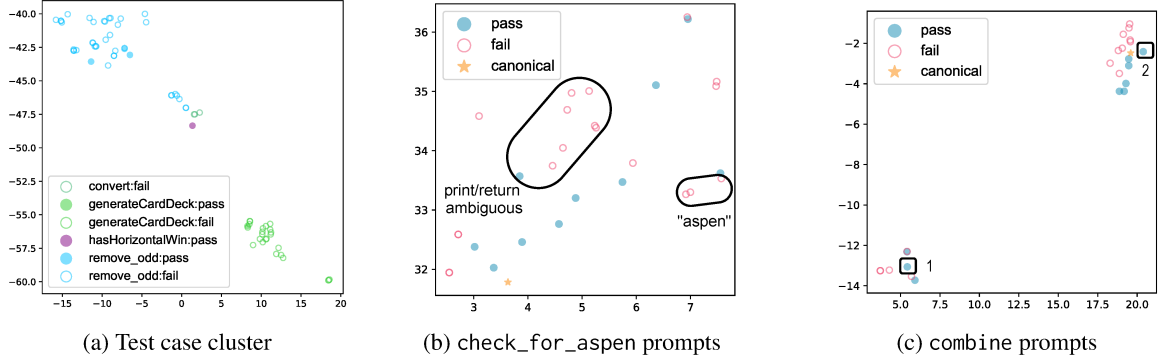 −40.0
−42.5
−45.0
−47.5
−50.0
−52.5
−55.0
−57.5
−60.0
convert:fail
generateCardDeck:pass
generateCardDeck:fail
hasHorizontalWin:pass
remove_odd:pass
remove_odd:fail
−15 −10 −5 0 5 10 15 20
(a) Test case cluster
36
35
34
33
32
pass
fail
canonical
print/return
ambiguous
"aspen"
3 4 5 6 7
(b) check_for_aspen prompts
−2
−4
−6
−8
−10
−12
−14
pass
fail
canonical
2
1
5.0 7.5 10.0 12.5 15.0 17.5 20.0
(c) combine prompts